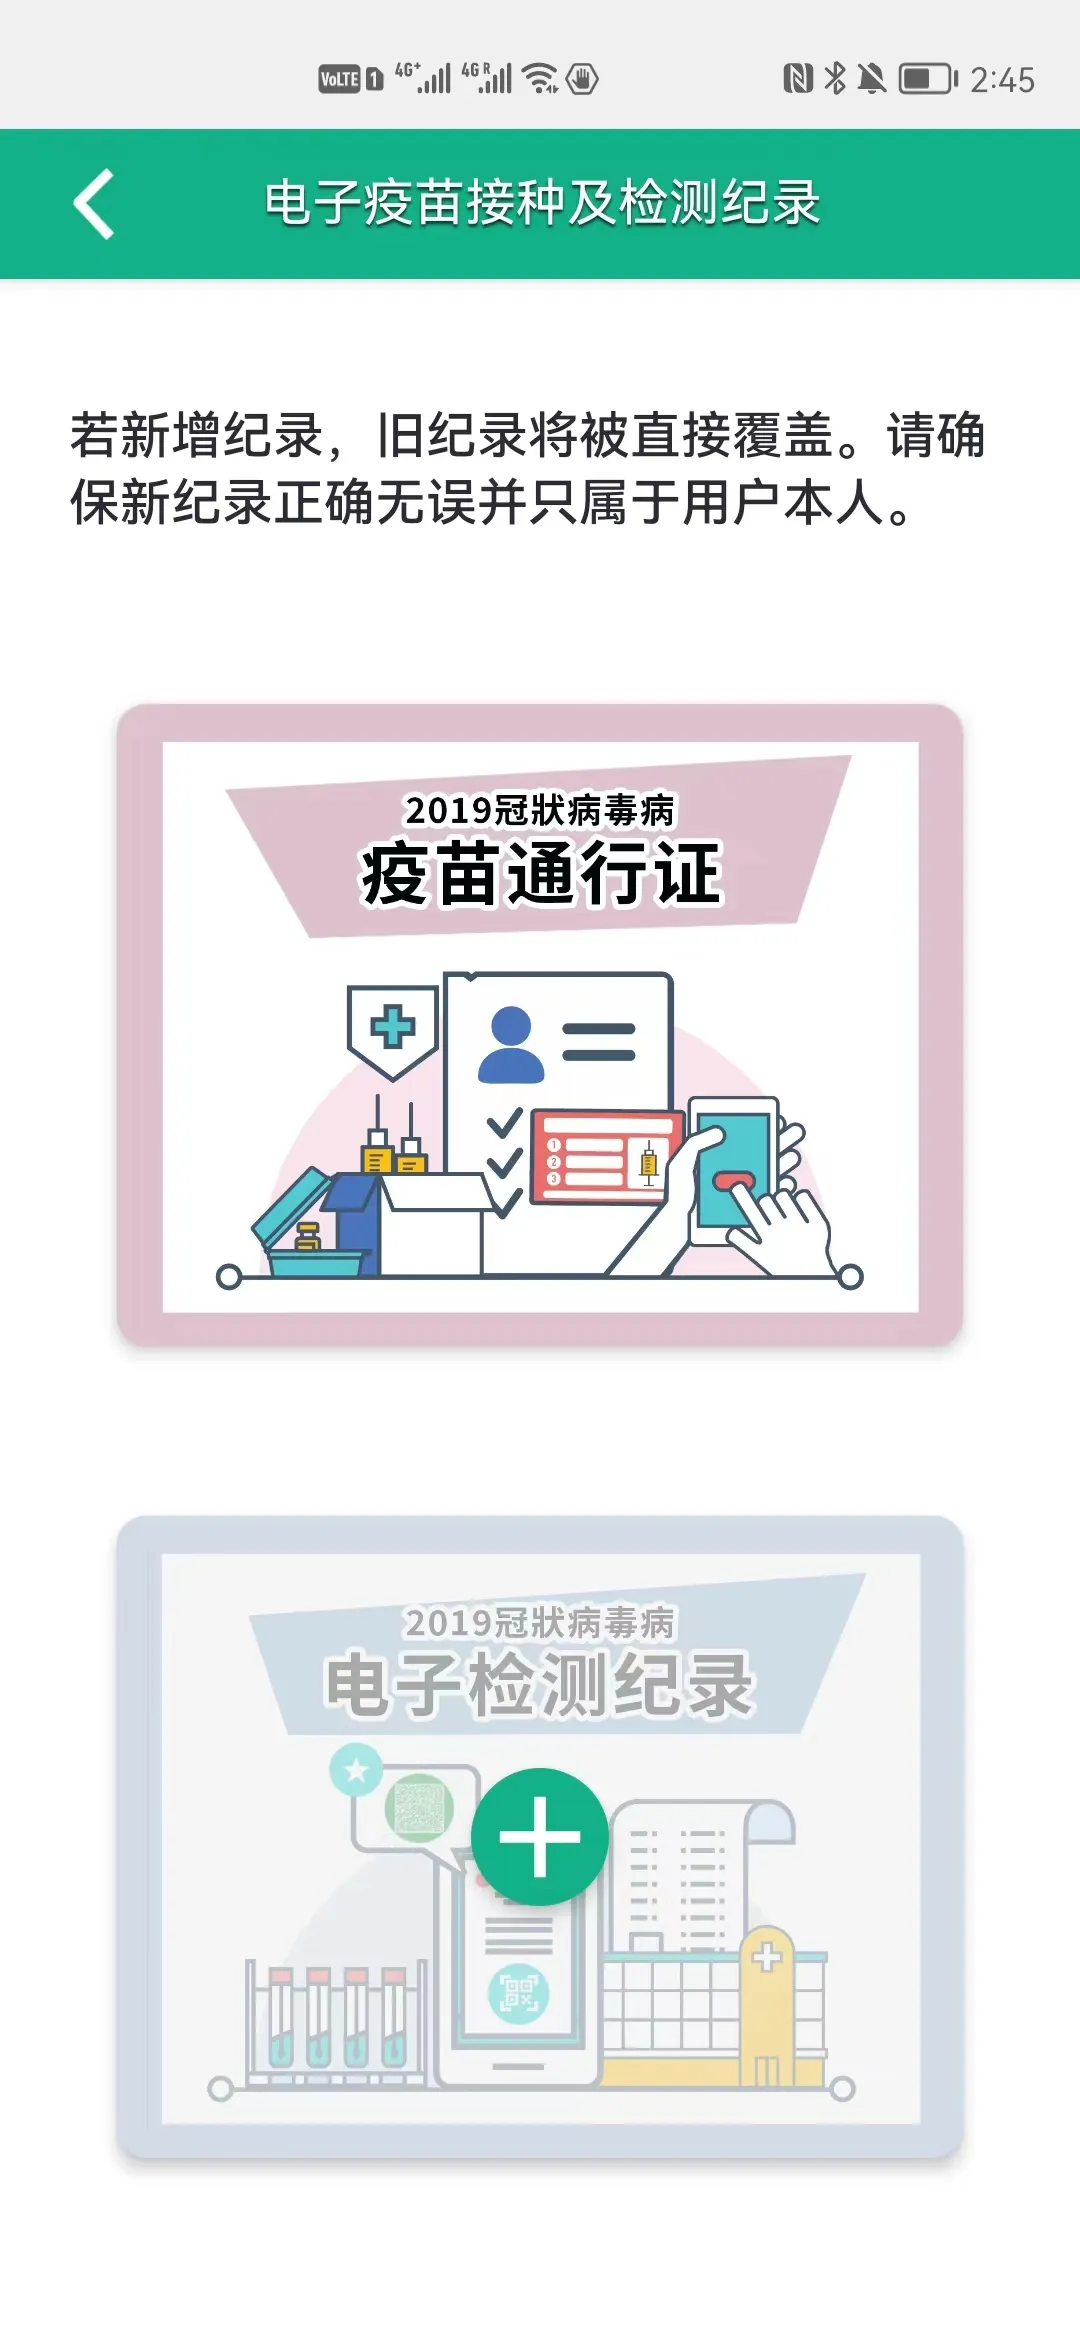 VoLTE 1 4G+ 4G R 2:45
电子疫苗接种及检测纪录
若新增纪录，旧纪录将被直接覆盖。请确
保新纪录正确无误并只属于用户本人。
2019冠狀病毒病
疫苗通行证
1
2
3
2019冠狀病毒病
电子检测纪录